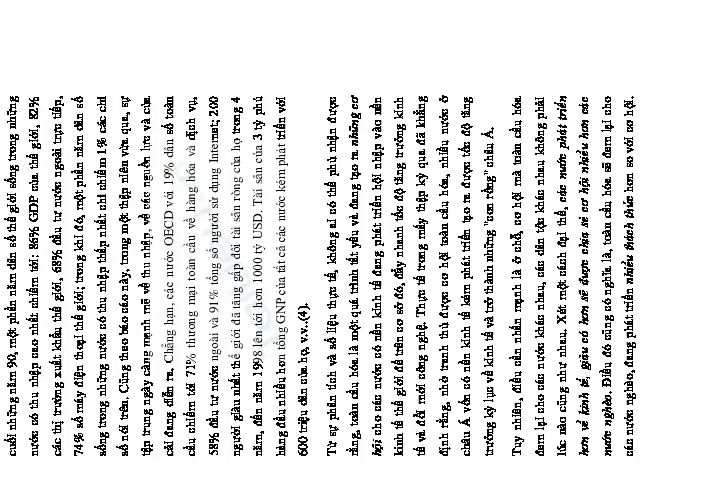 cuối những năm 90, một phần năm dân số thế giới sống trong những
nước có thu nhập cao nhất chiếm tới: 86% GDP của thế giới, 82%
các thị trường xuất khẩu thế giới, 68% đầu tư nước ngoài trực tiếp,
74% số máy điện thoại thế giới; trong khi đó, một phần năm dân số
sống trong những nước có thu nhập thấp nhất chỉ chiếm 1% các chỉ
số nói trên. Cũng theo báo cáo này, trong một thập niên vừa qua, sự
tập trung ngày càng mạnh mẽ về thu nhập, về các nguồn lực và của
cải đang diễn ra. Chẳng hạn, các nước OECD với 19% dân số toàn
cầu chiếm tới 71% thương mại toàn cầu về hàng hóa và dịch vụ,
58% đầu tư nước ngoài và 91% tổng số người sử dụng Internet; 200
người giàu nhất thế giới đã tăng gấp đôi tài sản ròng của họ trong 4
năm, đến năm 1998 lên tới hơn 1000 tỷ USD. Tài sản của 3 tỷ phú
hàng đầu nhiều hơn tổng GNP của tất cả các nước kém phát triển với
600 triệu dân của họ, v.v..(4).
Từ sự phân tích và số liệu thực tế, không ai có thể phủ nhận được
rằng, toàn cầu hóa là một quá trình tất yếu và đang tạo ra những cơ
hội cho các nước có nền kinh tế đang phát triển hội nhập vào nền
kinh tế thế giới để trên cơ sở đó, đẩy nhanh tốc độ tăng trưởng kinh
tế và đổi mới công nghệ. Thực tế trong mấy thập kỷ qua đã khẳng
định rằng, nhờ tranh thủ được cơ hội toàn cầu hóa, nhiều nước ở
châu Á vốn có nền kinh tế kém phát triển tạo ra được tốc độ tăng
trưởng kỷ lục về kinh tế và trở thành những "con rồng" châu Á.
Tuy nhiên, điều cần nhấn mạnh là ở chỗ, cơ hội mà toàn cầu hóa
đem lại cho các nước khác nhau, các dân tộc khác nhau không phải
lúc nào cũng như nhau. Xét một cách đại thể, các nước phát triển
hơn về kinh tế, giàu có hơn sẽ được chia sẻ cơ hội nhiều hơn các
nước nghèo. Điều đó cũng có nghĩa là, toàn cầu hóa sẽ đem lại cho
các nước nghèo, đang phát triển nhiều thách thức hơn so với cơ hội.